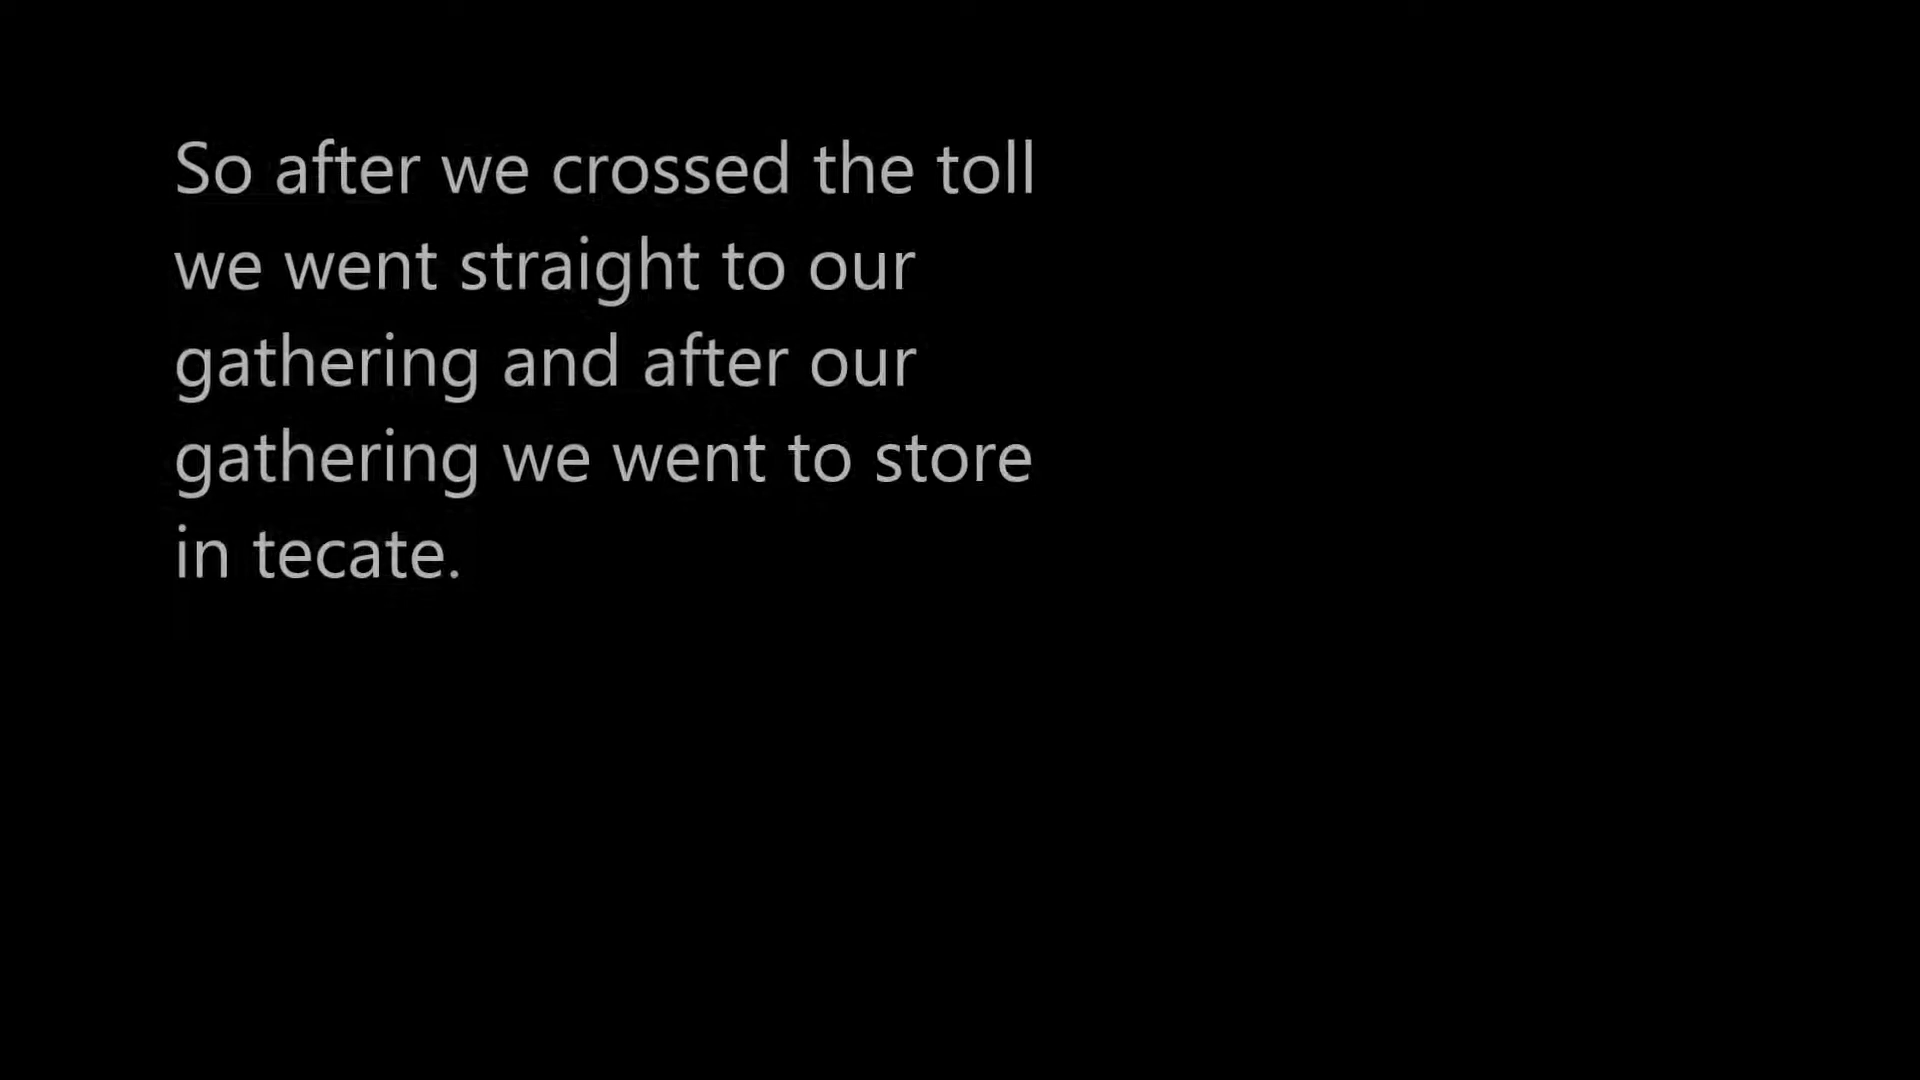 So after we crossed the toll
we went straight to our
gathering and after our
gathering we went to store
in tecate.